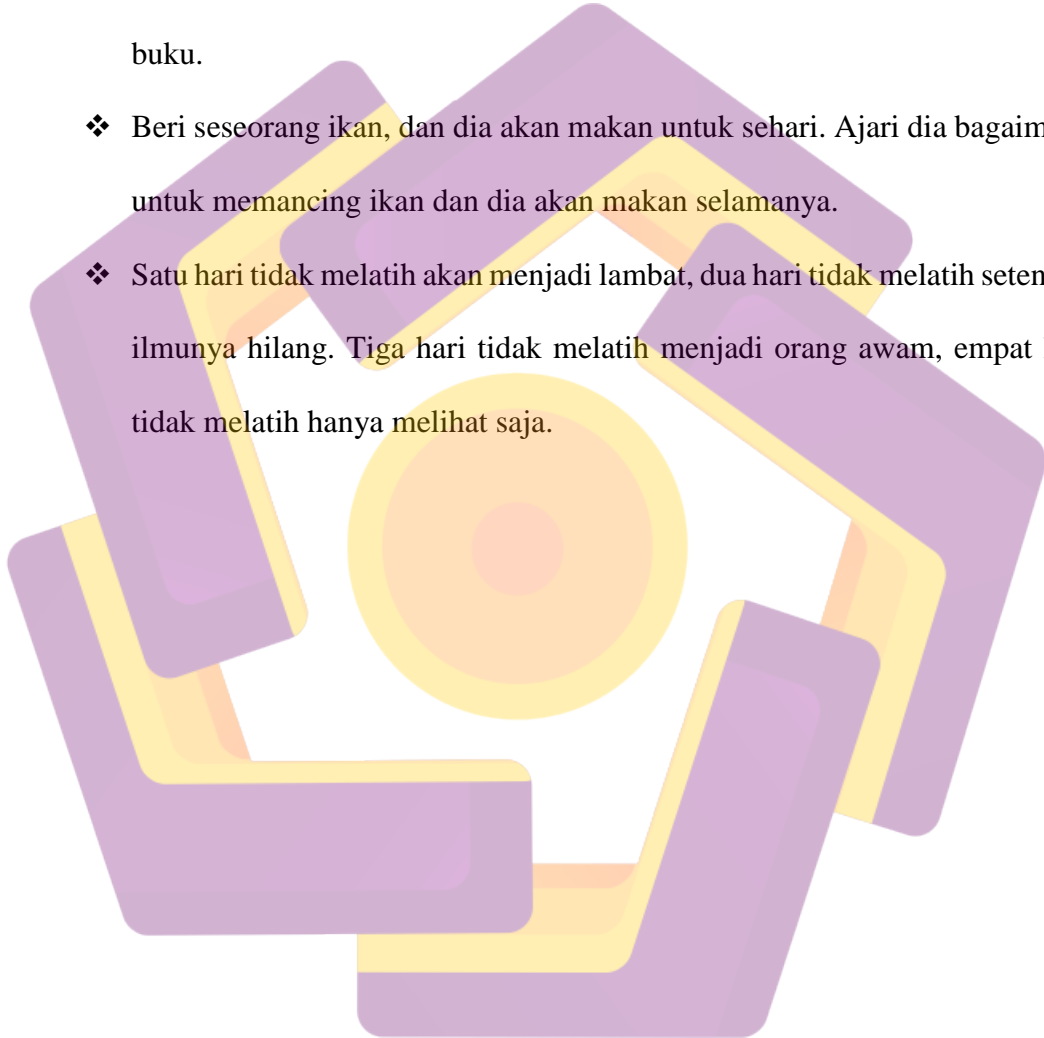 buku.
❖ Beri seseorang ikan, dan dia akan makan untuk sehari. Ajari dia bagaim
untuk memancing ikan dan dia akan makan selamanya.
❖ Satu hari tidak melatih akan menjadi lambat, dua hari tidak melatih seten
ilmunya hilang. Tiga hari tidak melatih menjadi orang awam, empat
tidak melatih hanya melihat saja.